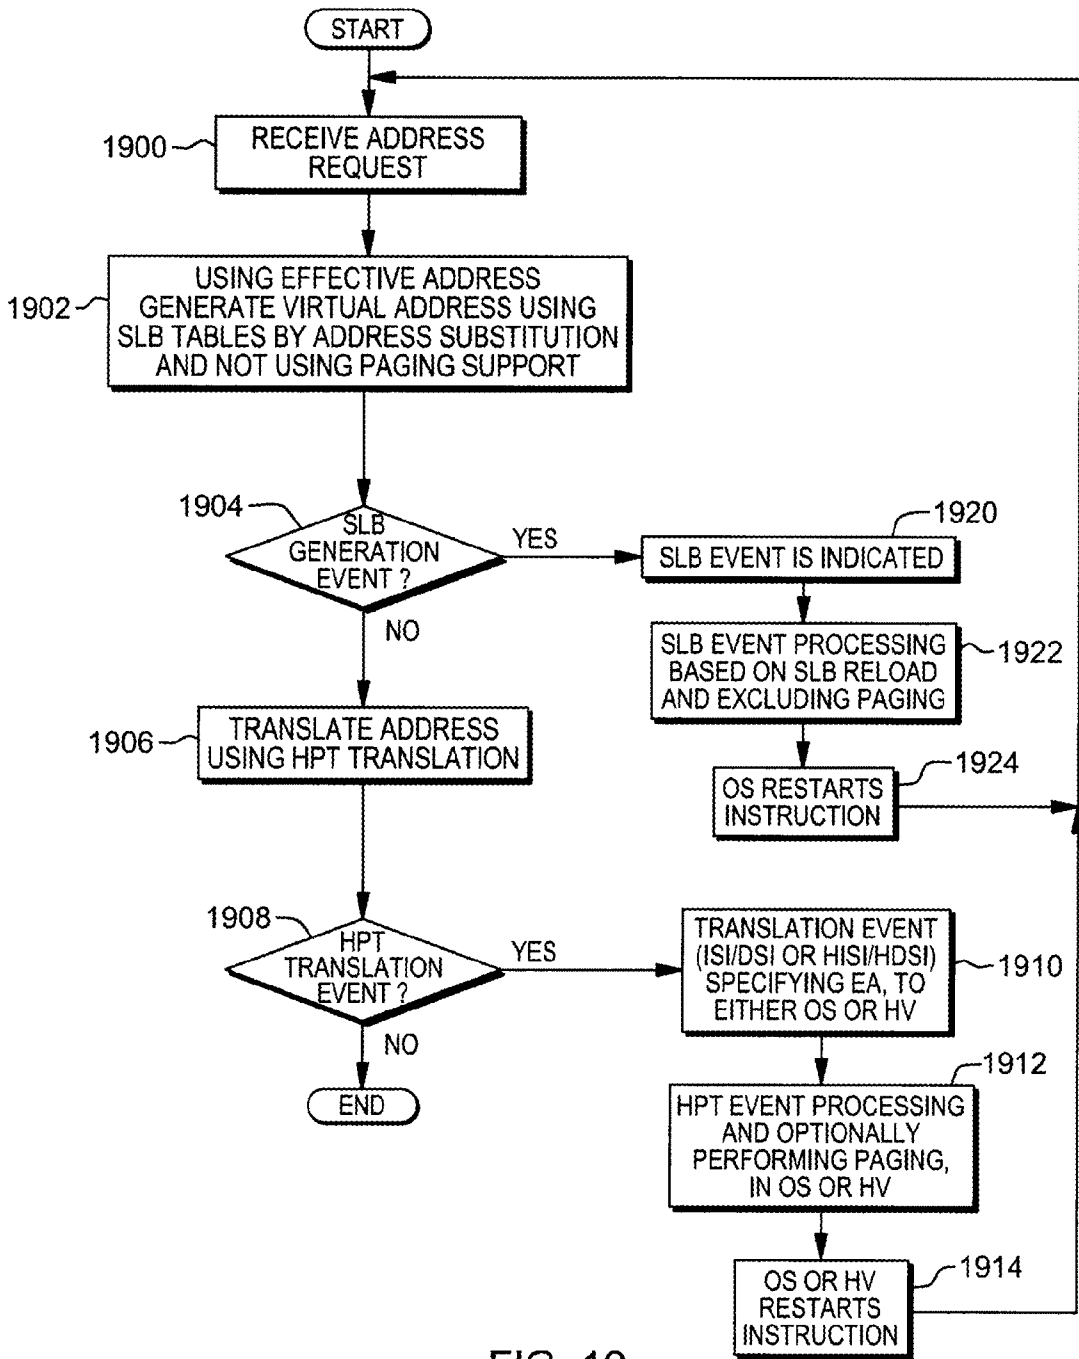 START
1900
RECEIVE ADDRESS
REQUEST
1902
USING EFFECTIVE ADDRESS
GENERATE VIRTUAL ADDRESS USING
SLB TABLES BY ADDRESS SUBSTITUTION
AND NOT USING PAGING SUPPORT
1904
SLB
GENERATION
EVENT ?
YES
NO
1920
SLB EVENT IS INDICATED
SLB EVENT PROCESSING
BASED ON SLB RELOAD
AND EXCLUDING PAGING
1922
1906
TRANSLATE ADDRESS
USING HPT TRANSLATION
1924
OS RESTARTS
INSTRUCTION
1908
HPT
TRANSLATION
EVENT ?
YES
NO
END
TRANSLATION EVENT
(ISI/DSI OR HISI/HDSI)
SPECIFYING EA, TO
EITHER OS OR HV
1910
1912
HPT EVENT PROCESSING
AND OPTIONALLY
PERFORMING PAGING,
IN OS OR HV
1914
OS OR HV
RESTARTS
INSTRUCTION